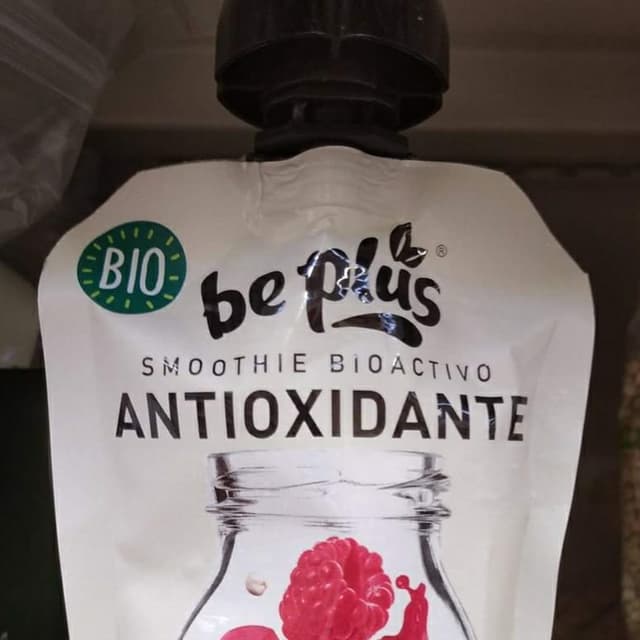 BIO
be plus®
SMOOTHIE BIOACTIVO
ANTIOXIDANTE